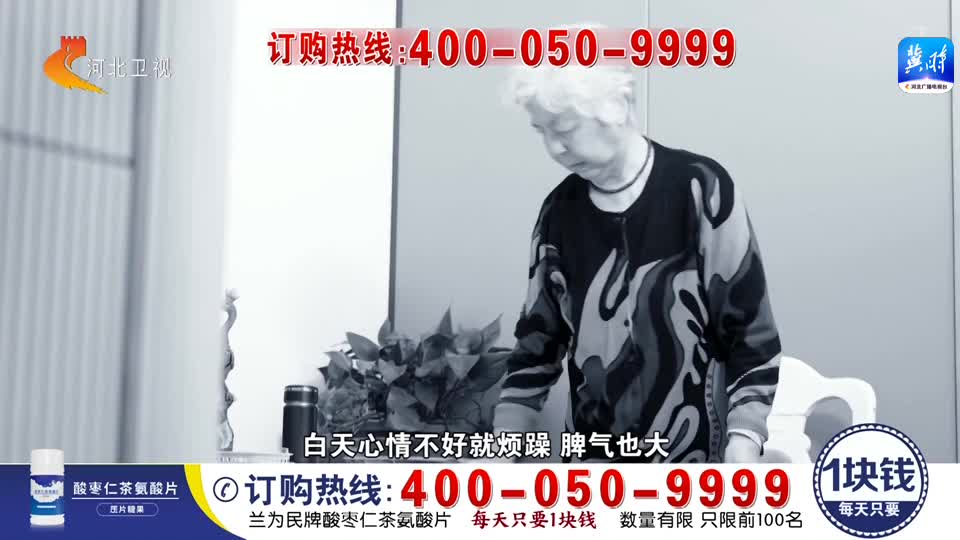 河北卫视
订购热线:400-050-9999
冀时
河北广播电视台
白天心情不好就烦躁 脾气也大
酸枣仁茶氨酸片
压片糖果
订购热线:400-050-9999
兰为民牌酸枣仁茶氨酸片 每天只要1块钱 数量有限 只限前100名
1块钱
每天只要